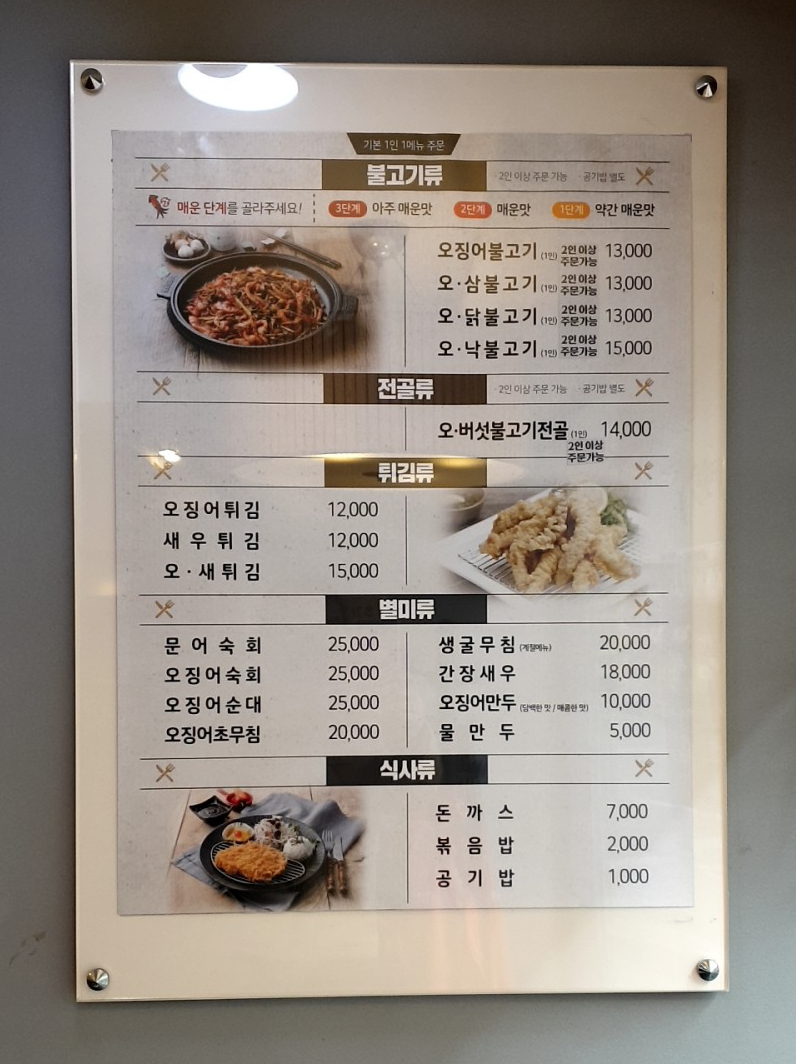 기본 1인 1메뉴 주문
불고기류
· 2인 이상 주문 가능 · 공기밥 별도
매운 단계를 골라주세요!
3단계 아주 매운맛 2단계 매운맛 1단계 약간 매운맛
오징어불고기 (1인) 2인 이상 주문가능 13,000
오·삼불고기 (1인) 2인 이상 주문가능 13,000
오·닭불고기 (1인) 2인 이상 주문가능 13,000
오·낙불고기 (1인) 2인 이상 주문가능 15,000
전골류
· 2인 이상 주문 가능 · 공기밥 별도
오·버섯불고기전골 (1인) 14,000
2인 이상
주문가능
튀김류
오징어튀김 12,000
새우튀김 12,000
오·새튀김 15,000
별미류
문어숙회 25,000
오징어숙회 25,000
오징어순대 25,000
오징어초무침 20,000
생굴무침 (계절메뉴) 20,000
간장새우 18,000
오징어만두 (담백한 맛 / 매콤한 맛) 10,000
물만두 5,000
식사류
돈까스 7,000
볶음밥 2,000
공기밥 1,000